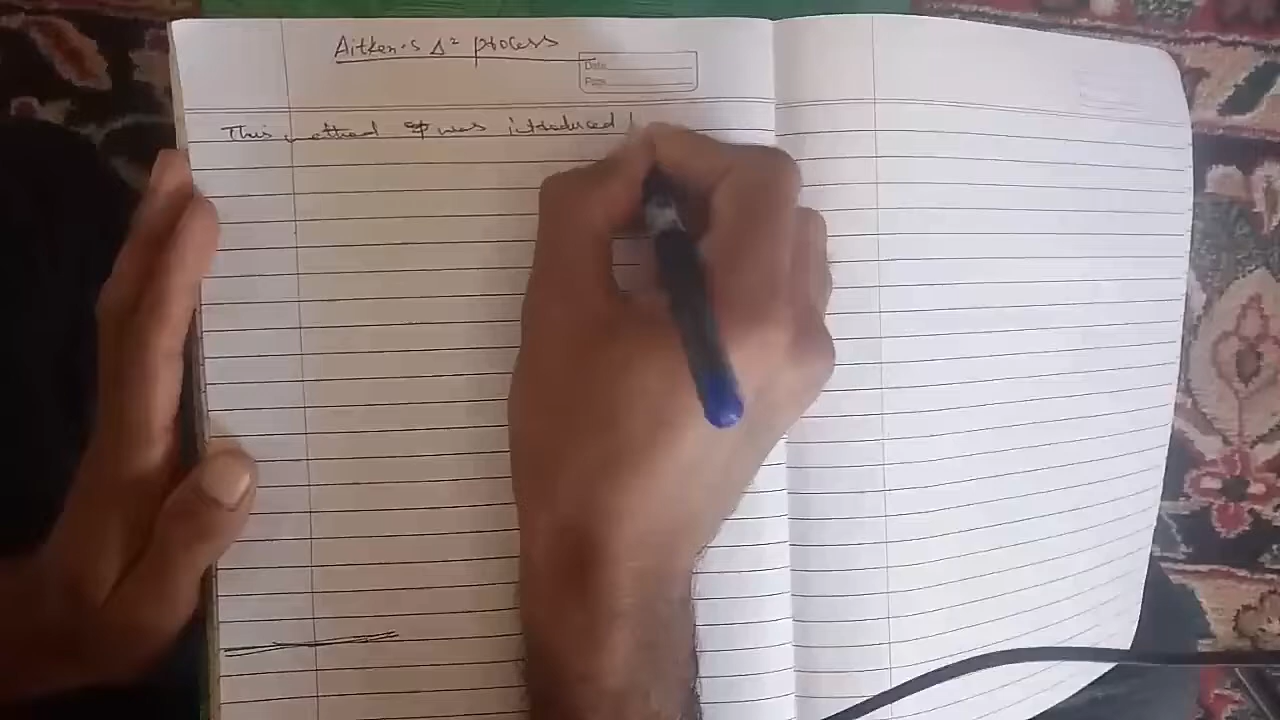 Aitken's Δ² process
Date
Page
This method was introduced